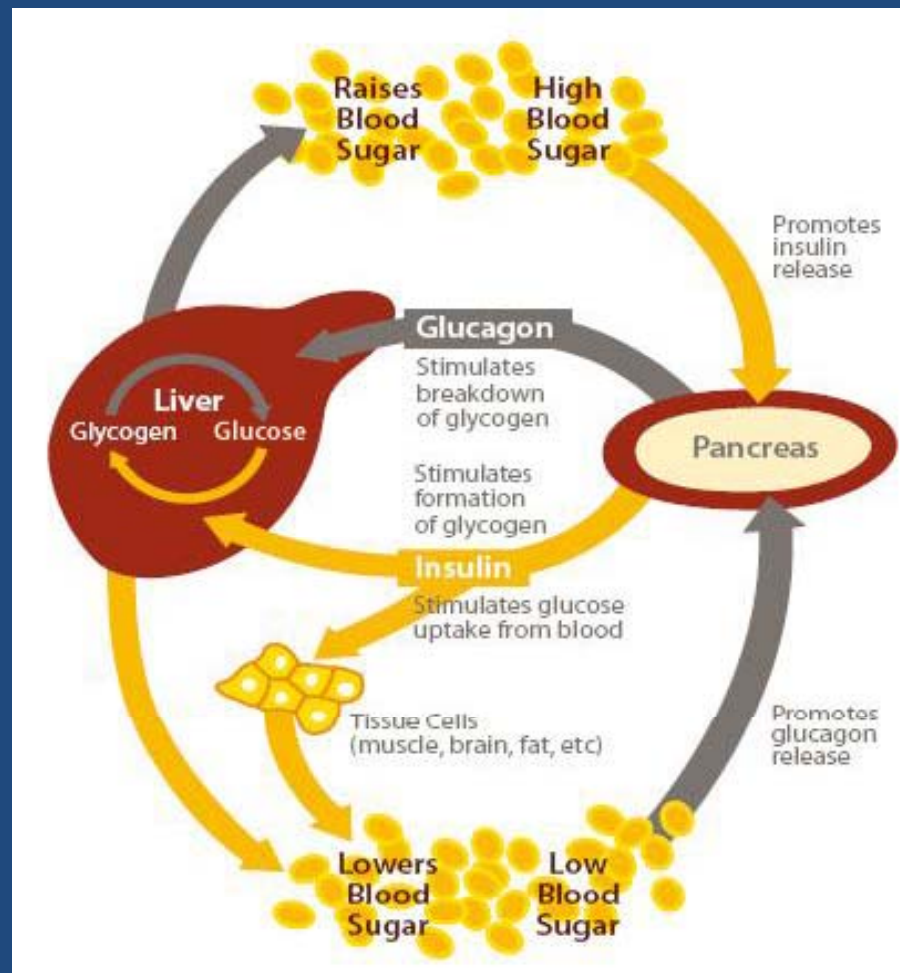 Raises
Blood
Sugar
High
Blood
Sugar
Promotes
insulin
release
Glucagon
Stimulates
breakdown
of glycogen
Liver
Glycogen Glucose
Pancreas
Stimulates
formation
of glycogen
Insulin
Stimulates glucose
uptake from blood
Tissue Cells
(muscle, brain, fat, etc)
Promotes
glucagon
release
Lowers
Blood
Sugar
Low
Blood
Sugar